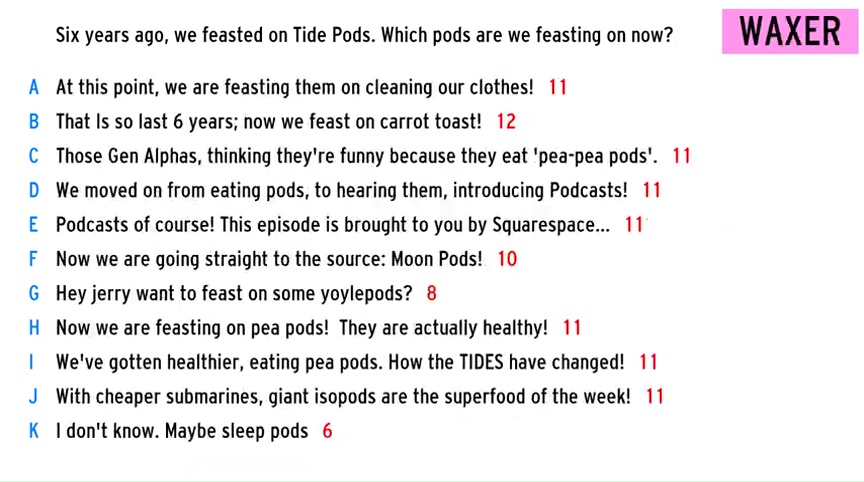 Six years ago, we feasted on Tide Pods. Which pods are we feasting on now?
WAXER
A At this point, we are feasting them on cleaning our clothes! 11
B That Is so last 6 years; now we feast on carrot toast! 12
C Those Gen Alphas, thinking they're funny because they eat 'pea-pea pods'. 11
D We moved on from eating pods, to hearing them, introducing Podcasts! 11
E Podcasts of course! This episode is brought to you by Squarespace... 11
F Now we are going straight to the source: Moon Pods! 10
G Hey jerry want to feast on some yoylepods? 8
H Now we are feasting on pea pods! They are actually healthy! 11
I We've gotten healthier, eating pea pods. How the TIDES have changed! 11
J With cheaper submarines, giant isopods are the superfood of the week! 11
K I don't know. Maybe sleep pods 6